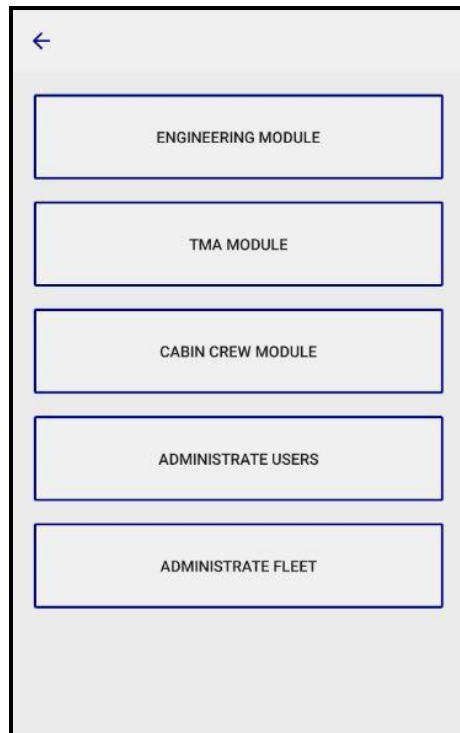 ENGINEERING MODULE
TMA MODULE
CABIN CREW MODULE
ADMINISTRATE USERS
ADMINISTRATE FLEET